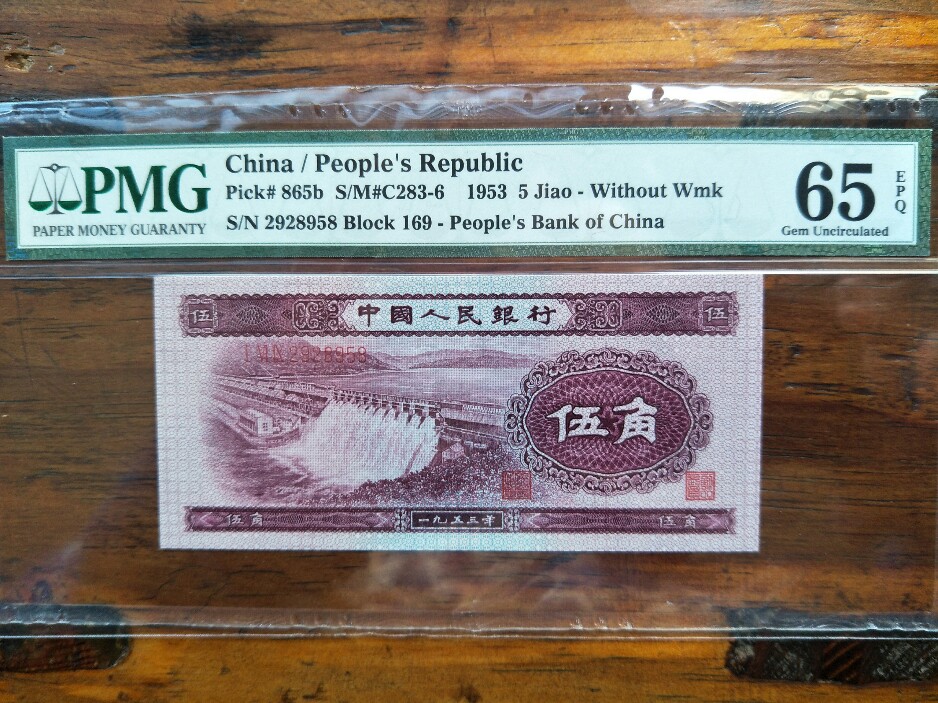 PMG
PAPER MONEY GUARANTY
China / People's Republic
Pick# 865b S/M#C283-6 1953 5 Jiao - Without Wmk
S/N 2928958 Block 169 - People's Bank of China
65
EPQ
Gem Uncirculated
伍 中國人民銀行 伍
2928958
伍角
伍角 一九五三年 伍角